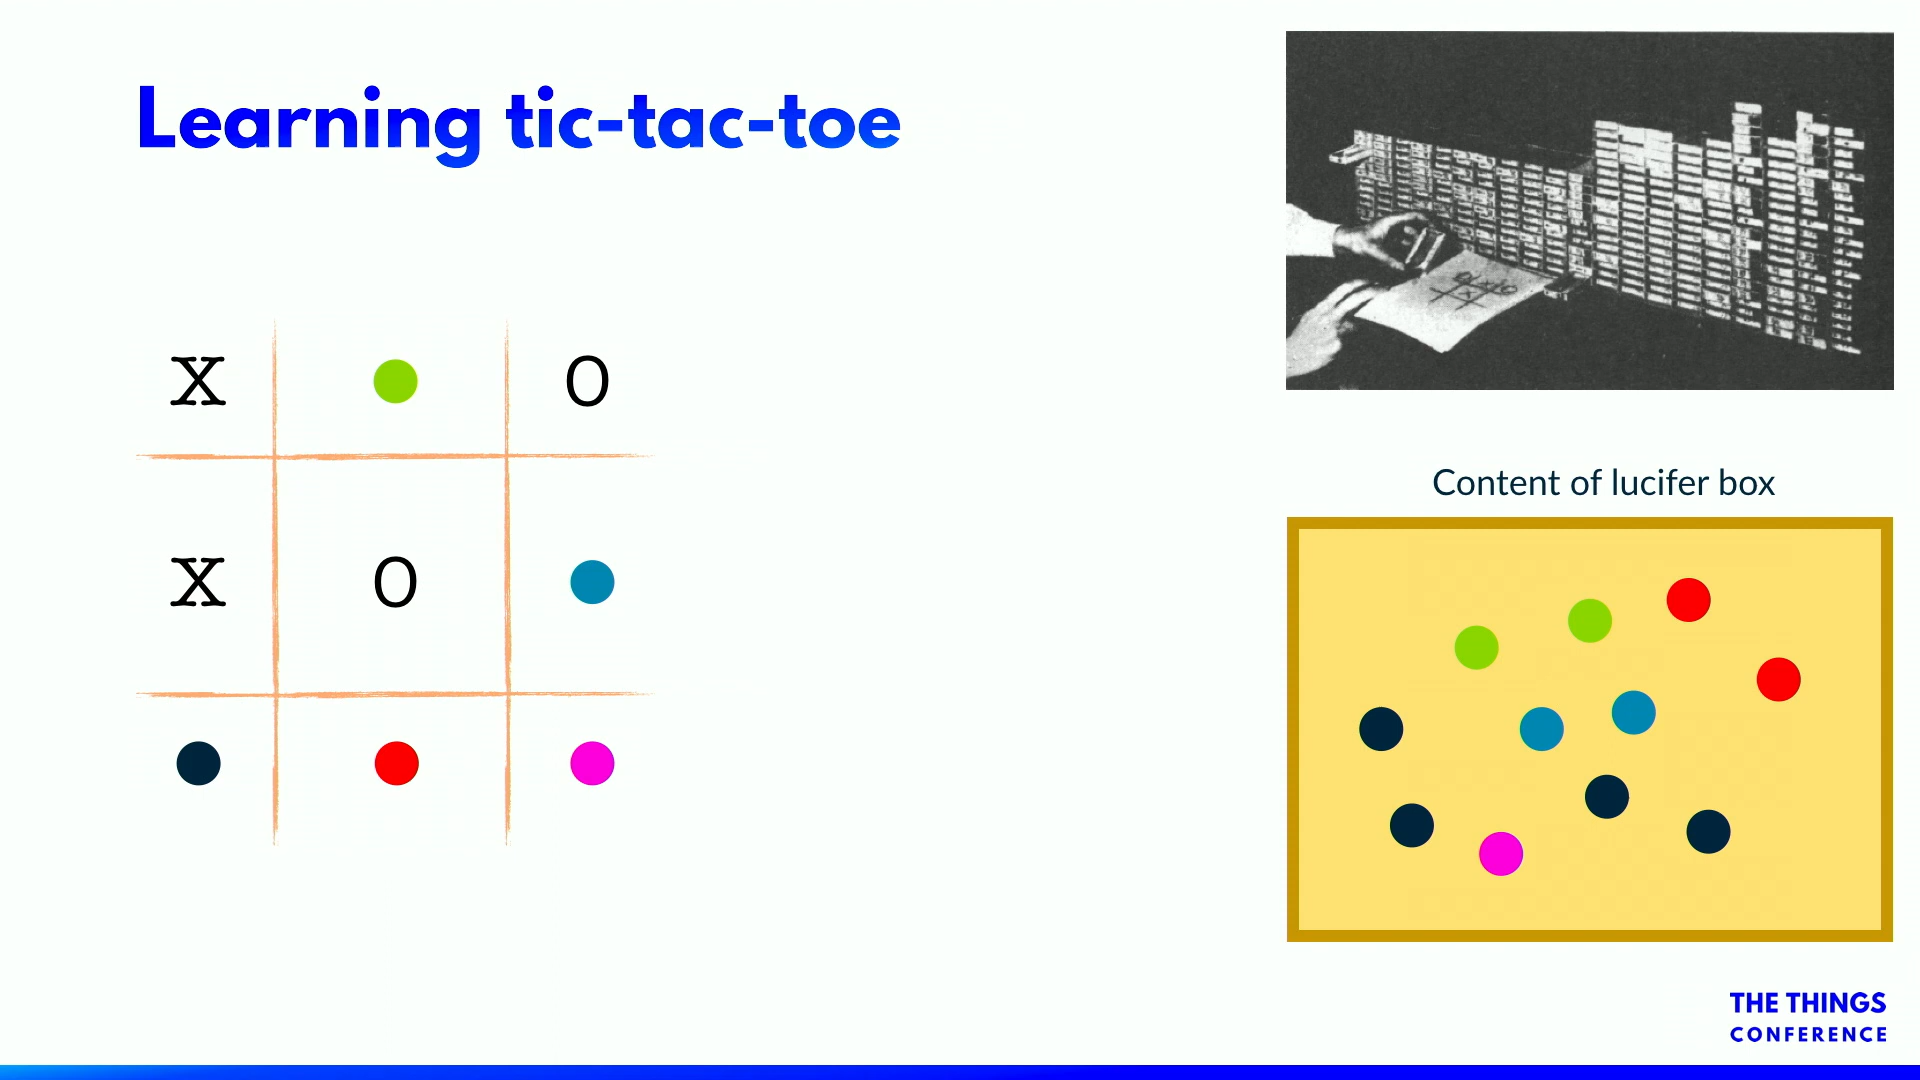 Learning tic-tac-toe
X O
X O
Content of lucifer box
THE THINGS
CONFERENCE